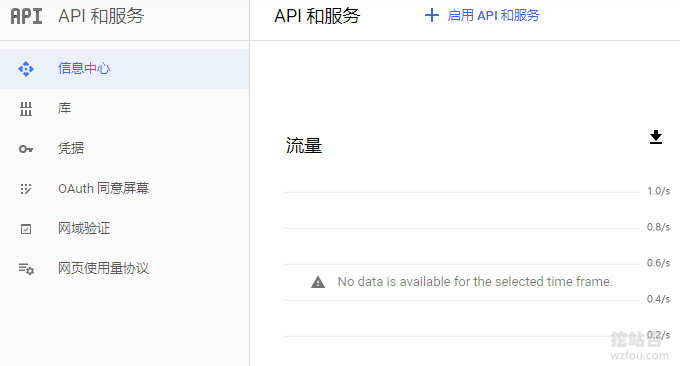 API API 和服务
信息中心
库
凭据
OAuth 同意屏幕
网域验证
网页使用量协议
API 和服务 + 启用 API 和服务
流量
1.0/s
0.8/s
0.6/s
No data is available for the selected time frame.
0.4/s
0.2/s
挖站否
wzfou.com